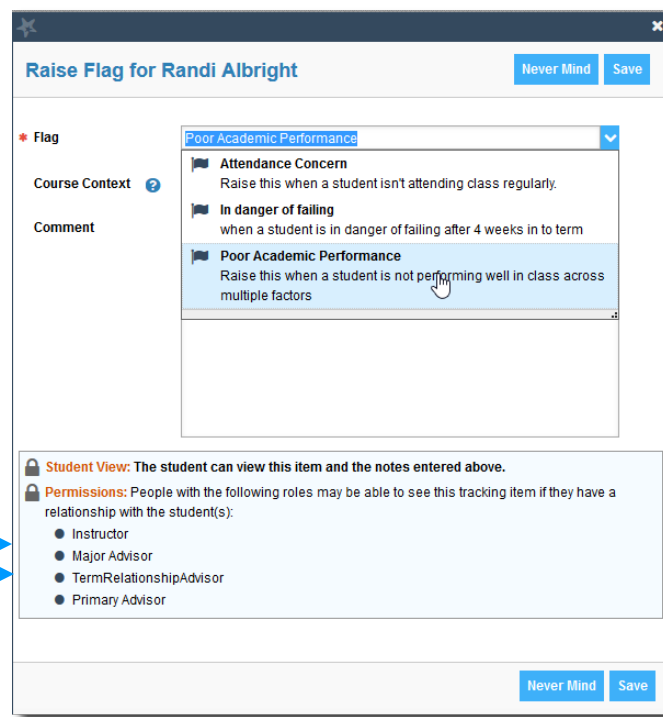 Raise Flag for Randi Albright
Never Mind
Save
* Flag
Poor Academic Performance
Attendance Concern
Raise this when a student isn't attending class regularly.
Course Context ?
In danger of failing
when a student is in danger of failing after 4 weeks in to term
Comment
Poor Academic Performance
Raise this when a student is not performing well in class across
multiple factors
Student View: The student can view this item and the notes entered above.
Permissions: People with the following roles may be able to see this tracking item if they have a
relationship with the student(s):
Instructor
Major Advisor
TermRelationshipAdvisor
Primary Advisor
Never Mind
Save